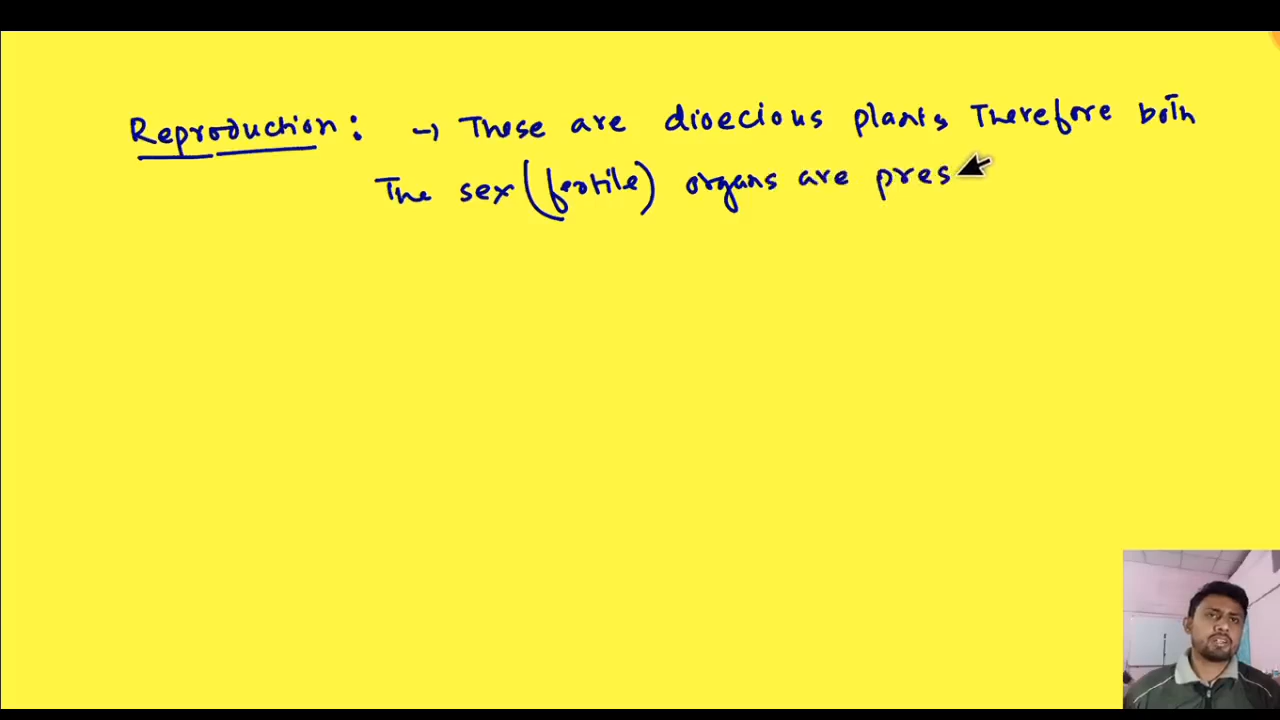 Reproduction: → These are dioecious plants Therefore both
The sex (fertile) organs are pres